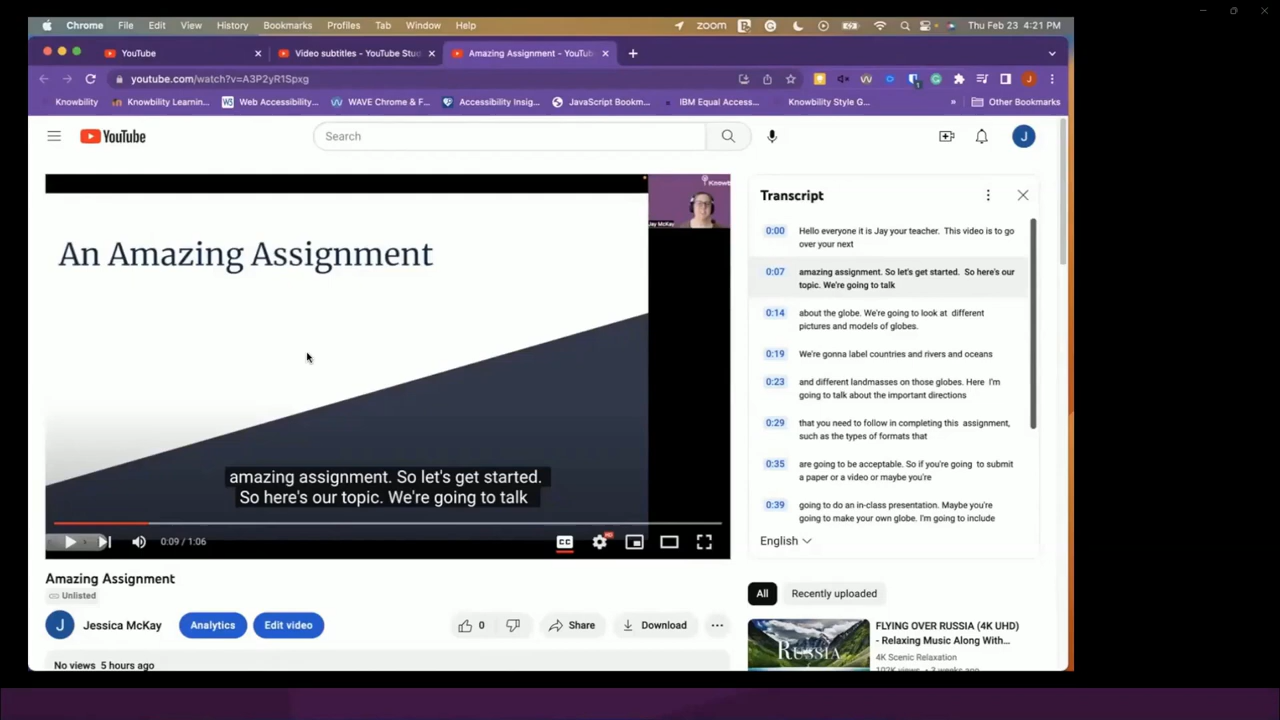 Chrome File Edit View History Bookmarks Profiles Tab Window Help zoom Thu Feb 23 4:21 PM
YouTube Video subtitles - YouTube Stu Amazing Assignment - YouTub
youtube.com/watch?v=A3P2yR1Spxg
Knowbility Knowbility Learnin... Web Accessibility... WAVE Chrome & F... Accessibility Insig... JavaScript Bookm... IBM Equal Access... Knowbility Style G... » Other Bookmarks
YouTube
Search
J
An Amazing Assignment
Jay McKay
amazing assignment. So let's get started.
So here's our topic. We're going to talk
0:09 / 1:06
CC
HD
Transcript
0:00 Hello everyone it is Jay your teacher. This video is to go
over your next
0:07 amazing assignment. So let's get started. So here's our
topic. We're going to talk
0:14 about the globe. We're going to look at different
pictures and models of globes.
0:19 We're gonna label countries and rivers and oceans
0:23 and different landmasses on those globes. Here I'm
going to talk about the important directions
0:29 that you need to follow in completing this assignment,
such as the types of formats that
0:35 are going to be acceptable. So if you're going to submit
a paper or a video or maybe you're
0:39 going to do an in-class presentation. Maybe you're
going to make your own globe. I'm going to include
English
Amazing Assignment
Unlisted
J Jessica McKay Analytics Edit video 0 Share Download ...
No views 5 hours ago
All Recently uploaded
RUSSIA
FLYING OVER RUSSIA (4K UHD)
- Relaxing Music Along With...
4K Scenic Relaxation